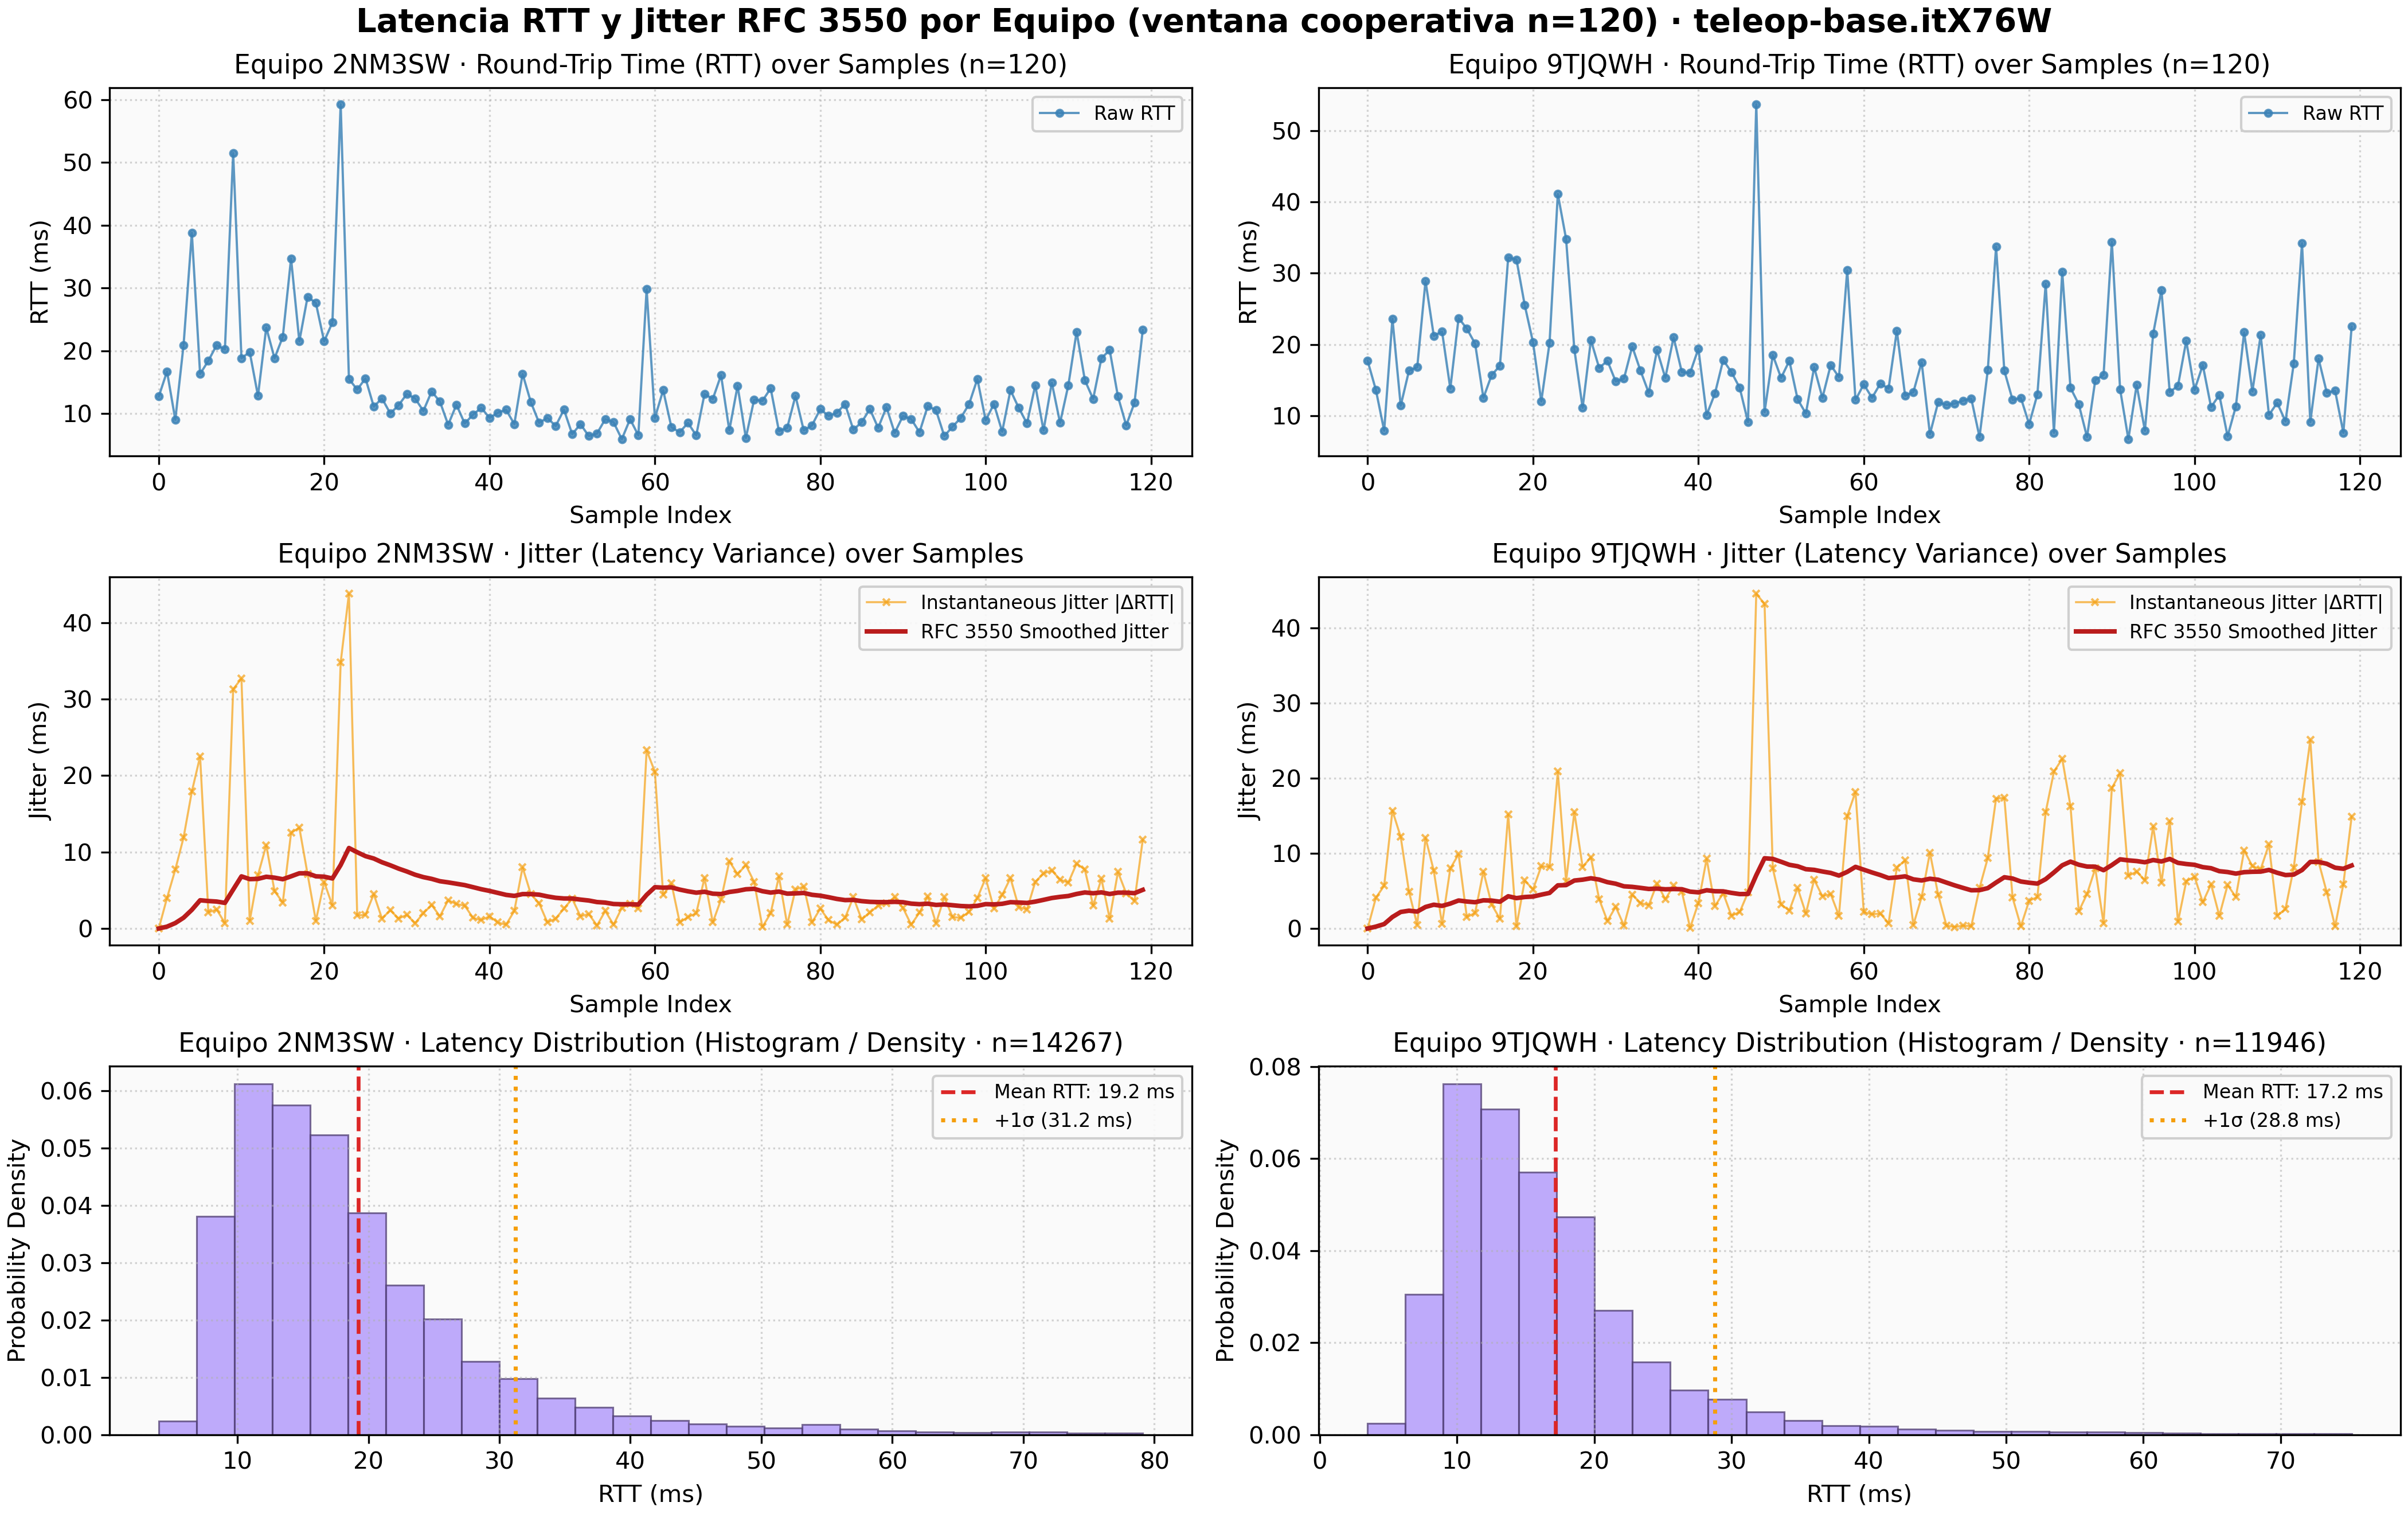 Latencia RTT y Jitter RFC 3550 por Equipo (ventana cooperativa n=120) · teleop-base.itX76W
Equipo 2NM3SW · Round-Trip Time (RTT) over Samples (n=120)
RTT (ms)
60
50
40
30
20
10
Raw RTT
0 20 40 60 80 100 120
Sample Index
Equipo 9TJQWH · Round-Trip Time (RTT) over Samples (n=120)
RTT (ms)
50
40
30
20
10
Raw RTT
0 20 40 60 80 100 120
Sample Index
Equipo 2NM3SW · Jitter (Latency Variance) over Samples
Jitter (ms)
40
30
20
10
0
Instantaneous Jitter |ΔRTT|
RFC 3550 Smoothed Jitter
0 20 40 60 80 100 120
Sample Index
Equipo 9TJQWH · Jitter (Latency Variance) over Samples
Jitter (ms)
40
30
20
10
0
Instantaneous Jitter |ΔRTT|
RFC 3550 Smoothed Jitter
0 20 40 60 80 100 120
Sample Index
Equipo 2NM3SW · Latency Distribution (Histogram / Density · n=14267)
Probability Density
0.06
0.05
0.04
0.03
0.02
0.01
0.00
Mean RTT: 19.2 ms
+1σ (31.2 ms)
10 20 30 40 50 60 70 80
RTT (ms)
Equipo 9TJQWH · Latency Distribution (Histogram / Density · n=11946)
Probability Density
0.08
0.06
0.04
0.02
0.00
Mean RTT: 17.2 ms
+1σ (28.8 ms)
0 10 20 30 40 50 60 70
RTT (ms)